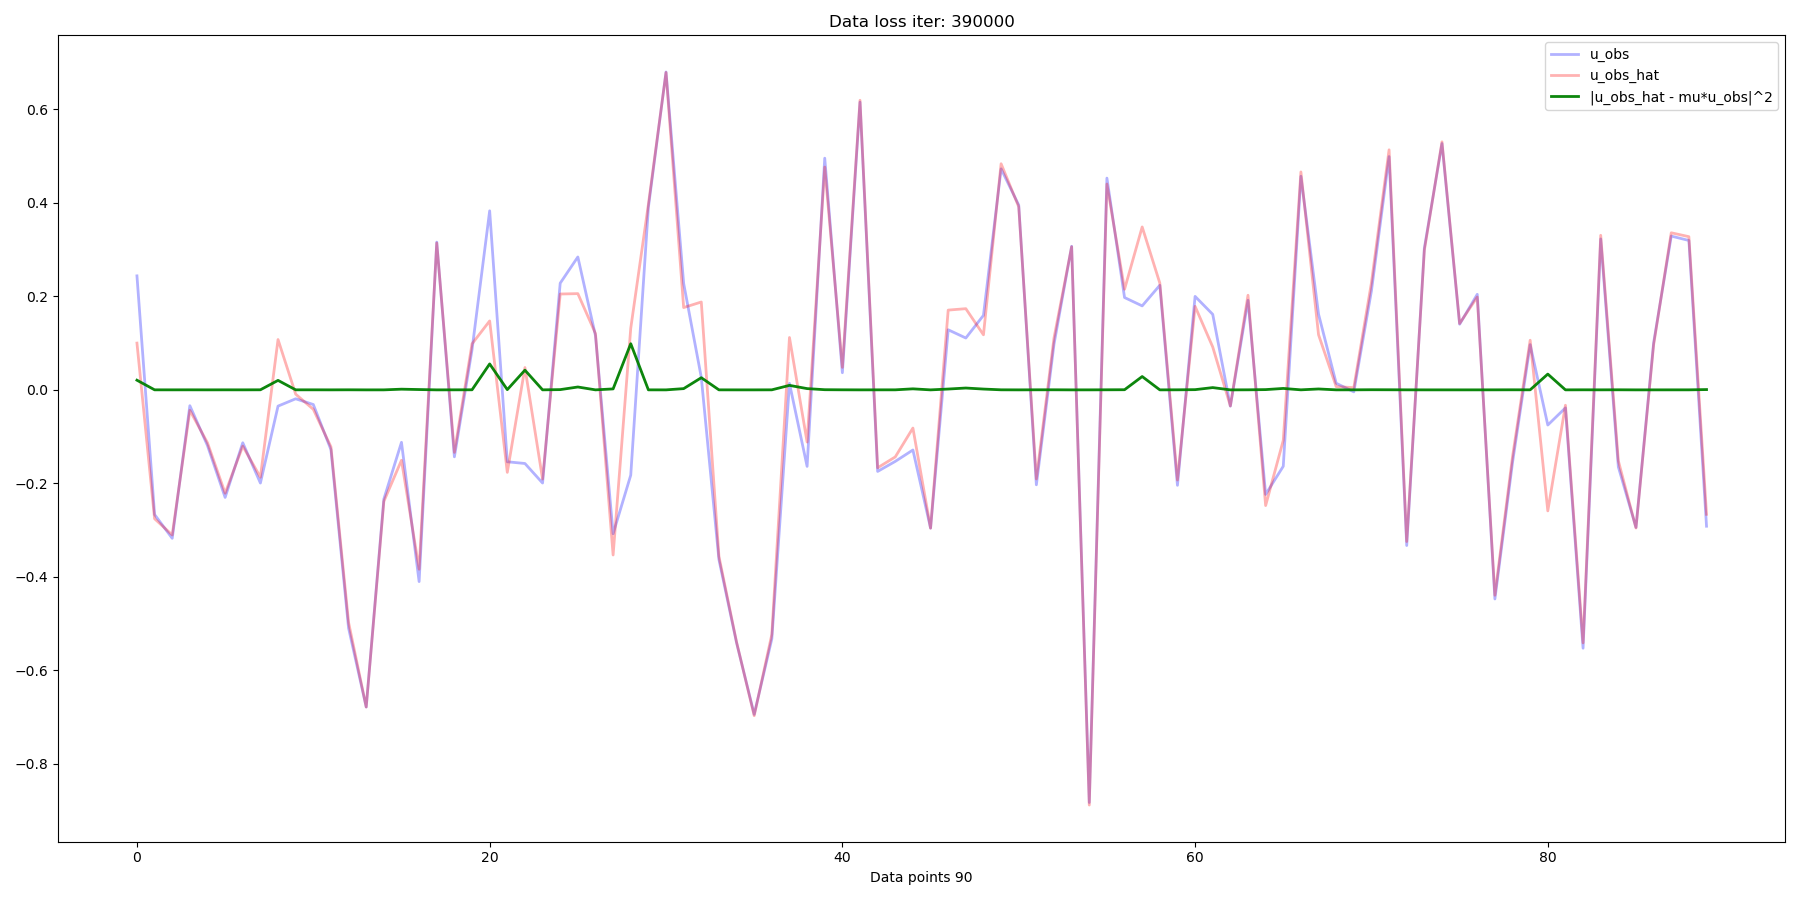 Data loss iter: 390000
u_obs
u_obs_hat
|u_obs_hat - mu*u_obs|^2
0.6
0.4
0.2
0.0
−0.2
−0.4
−0.6
−0.8
0 20 40 60 80
Data points 90